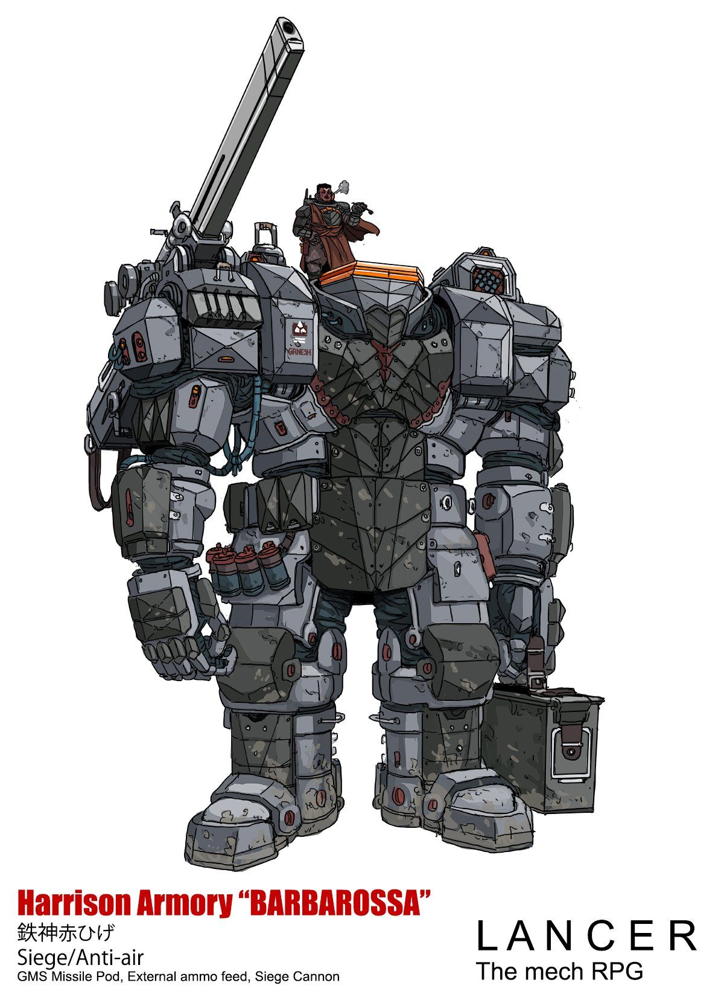 GANESH
Harrison Armory “BARBAROSSA”
鉄神赤ひげ
Siege/Anti-air
GMS Missile Pod, External ammo feed, Siege Cannon
LANCER
The mech RPG